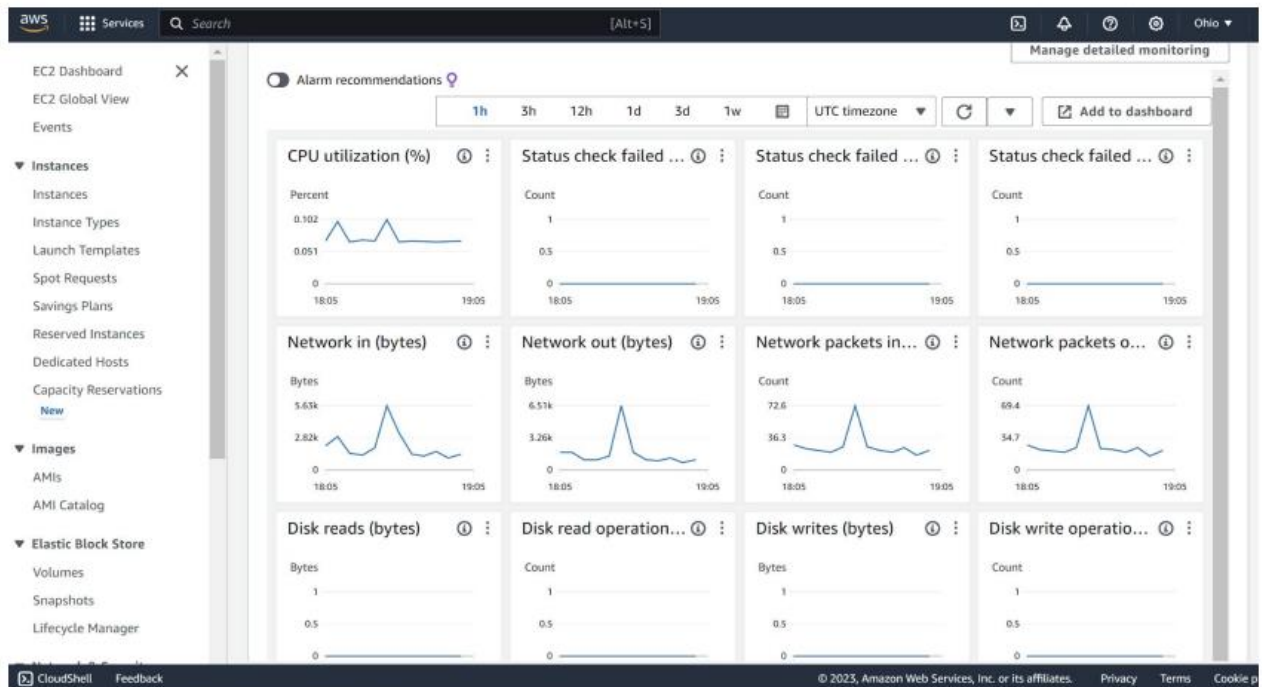 aws Services Search [Alt+S] Ohio
Manage detailed monitoring
EC2 Dashboard
EC2 Global View
Events
Instances
Instances
Instance Types
Launch Templates
Spot Requests
Savings Plans
Reserved Instances
Dedicated Hosts
Capacity Reservations
New
Images
AMIs
AMI Catalog
Elastic Block Store
Volumes
Snapshots
Lifecycle Manager
Alarm recommendations
1h 3h 12h 1d 3d 1w UTC timezone Add to dashboard
CPU utilization (%)
Percent
0.102
0.051
0
18:05 19:05
Status check failed ...
Count
1
0.5
0
18:05 19:05
Status check failed ...
Count
1
0.5
0
18:05 19:05
Status check failed ...
Count
1
0.5
0
18:05 19:05
Network in (bytes)
Bytes
5.63k
2.82k
0
18:05 19:05
Network out (bytes)
Bytes
6.51k
3.26k
0
18:05 19:05
Network packets in...
Count
72.6
36.3
0
18:05 19:05
Network packets o...
Count
69.4
34.7
0
18:05 19:05
Disk reads (bytes)
Bytes
1
0.5
0
Disk read operation...
Count
1
0.5
0
Disk writes (bytes)
Bytes
1
0.5
0
Disk write operatio...
Count
1
0.5
0
CloudShell Feedback © 2023, Amazon Web Services, Inc. or its affiliates. Privacy Terms Cookie p